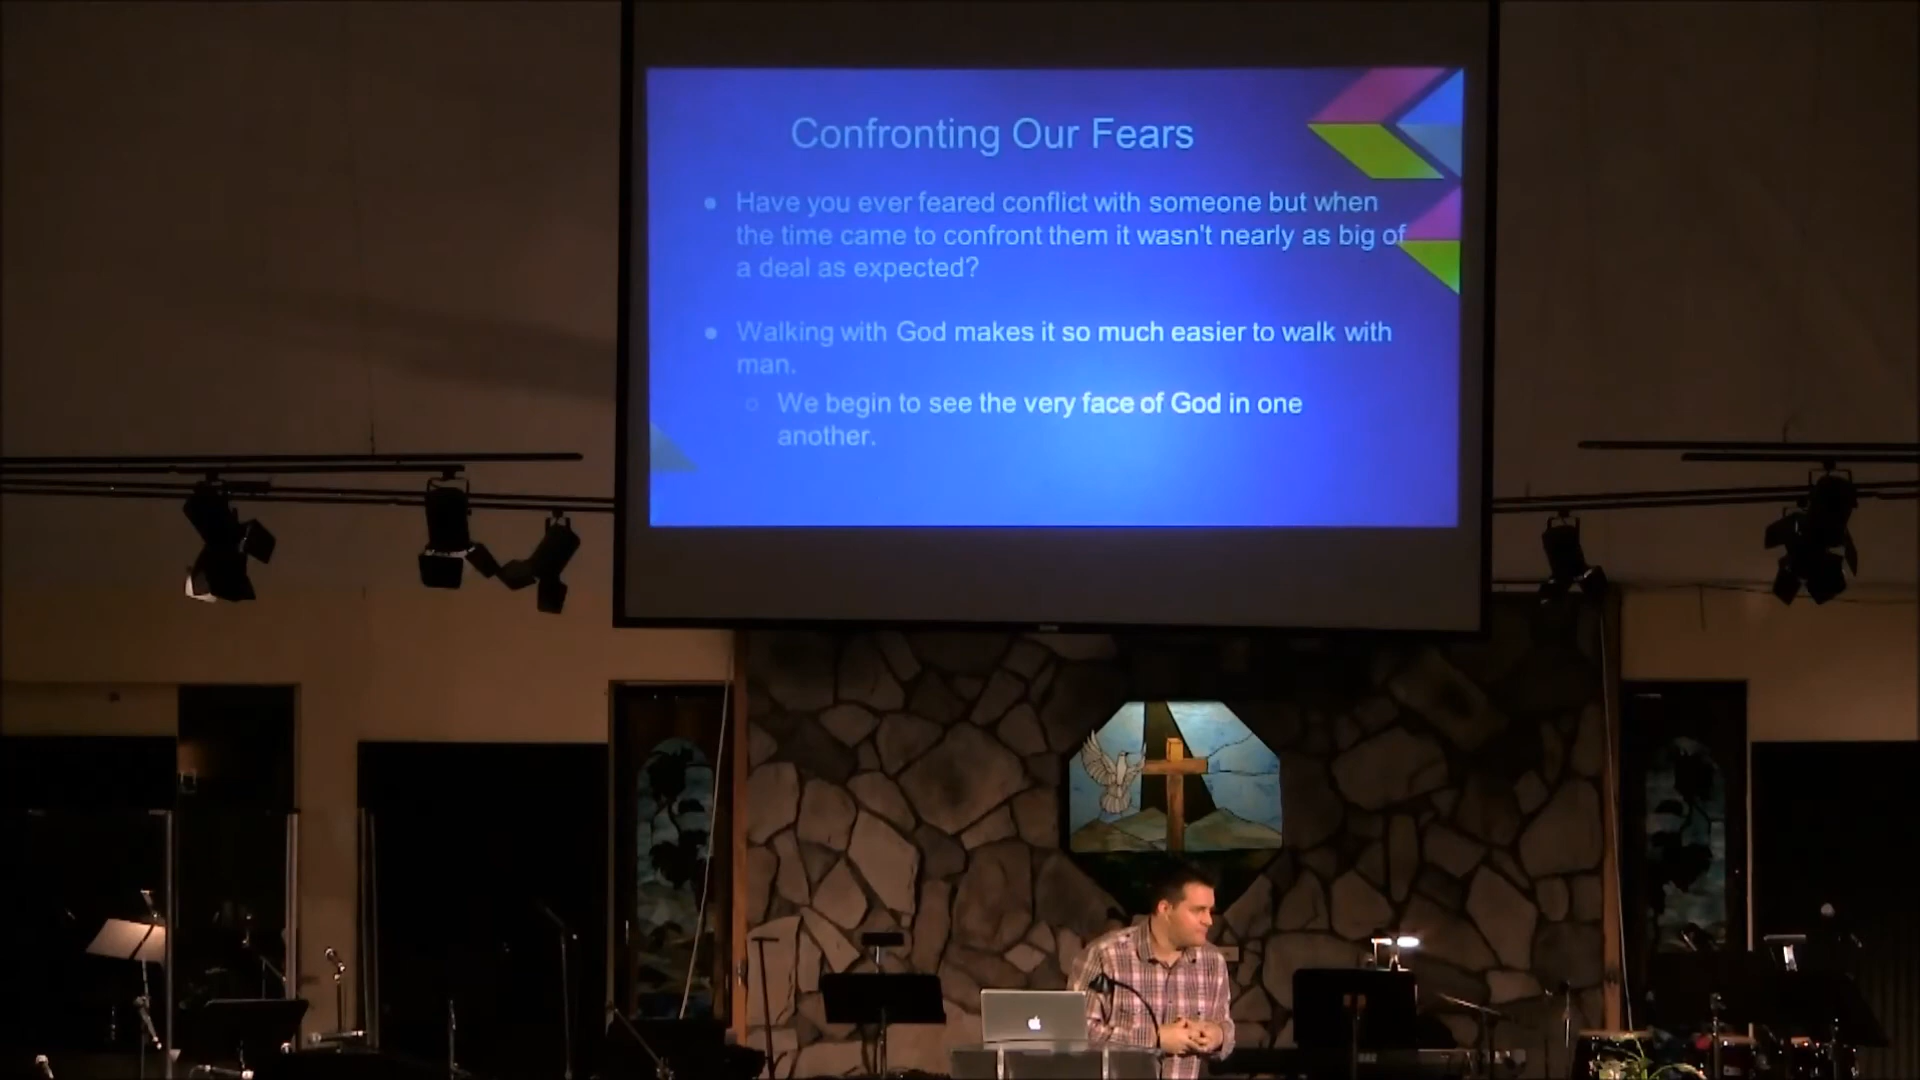 Confronting Our Fears
● Have you ever feared conflict with someone but when
the time came to confront them it wasn't nearly as big of
a deal as expected?
● Walking with God makes it so much easier to walk with
man.
○ We begin to see the very face of God in one
another.